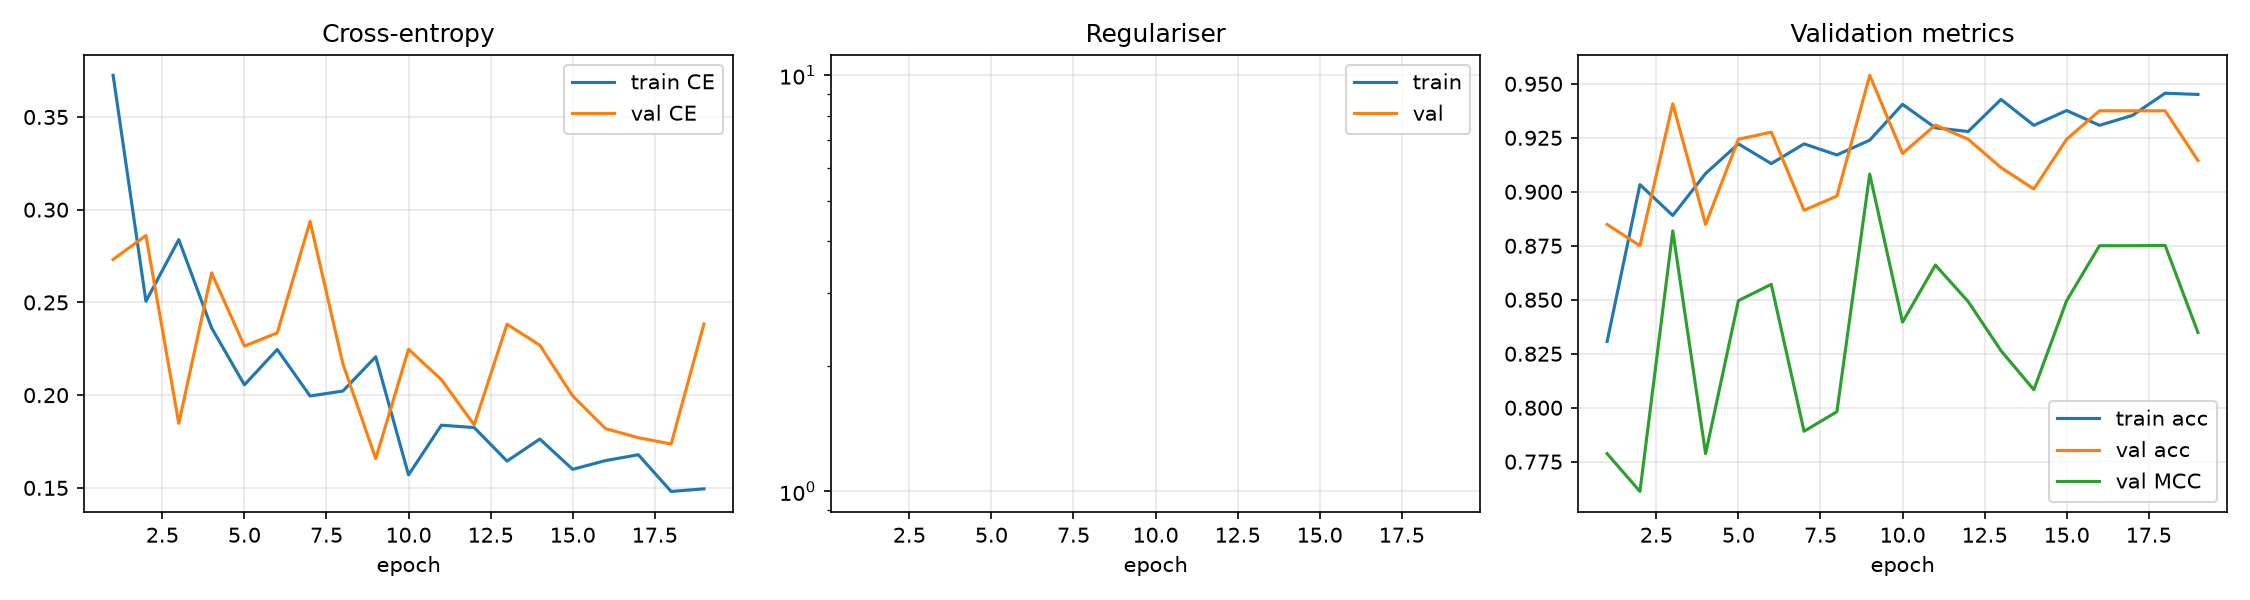 Cross-entropy
train CE
val CE
0.35
0.30
0.25
0.20
0.15
2.5 5.0 7.5 10.0 12.5 15.0 17.5
epoch
Regulariser
train
val
10¹
10⁰
2.5 5.0 7.5 10.0 12.5 15.0 17.5
epoch
Validation metrics
0.950
0.925
0.900
0.875
0.850
0.825
0.800
0.775
train acc
val acc
val MCC
2.5 5.0 7.5 10.0 12.5 15.0 17.5
epoch